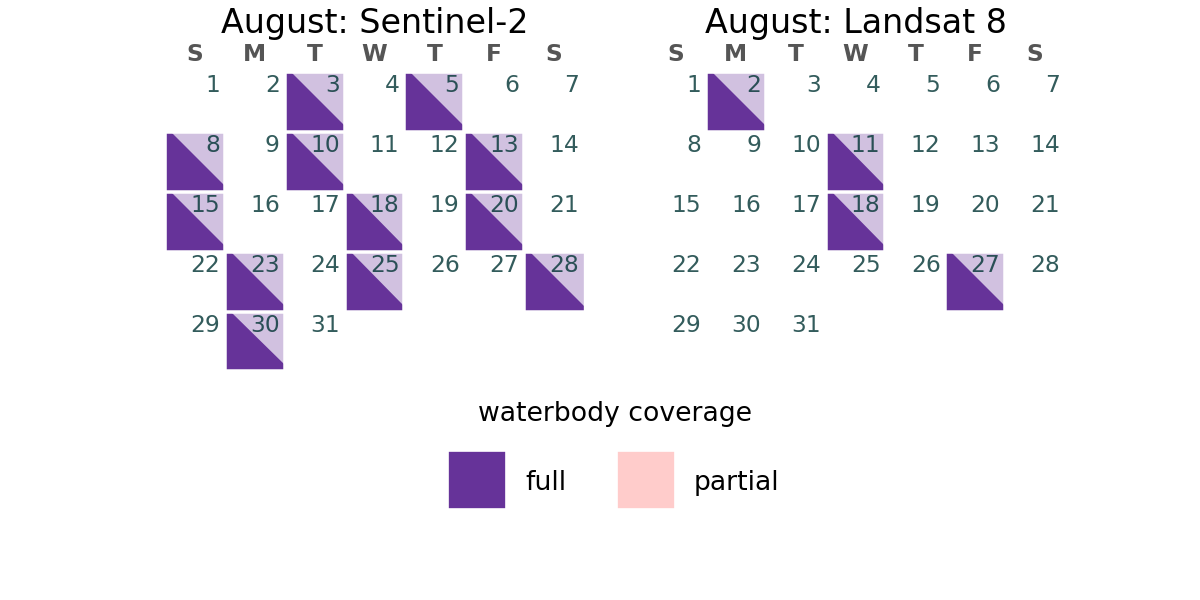 August: Sentinel-2
S M T W T F S
1 2 3 4 5 6 7
8 9 10 11 12 13 14
15 16 17 18 19 20 21
22 23 24 25 26 27 28
29 30 31
August: Landsat 8
S M T W T F S
1 2 3 4 5 6 7
8 9 10 11 12 13 14
15 16 17 18 19 20 21
22 23 24 25 26 27 28
29 30 31
waterbody coverage
full partial